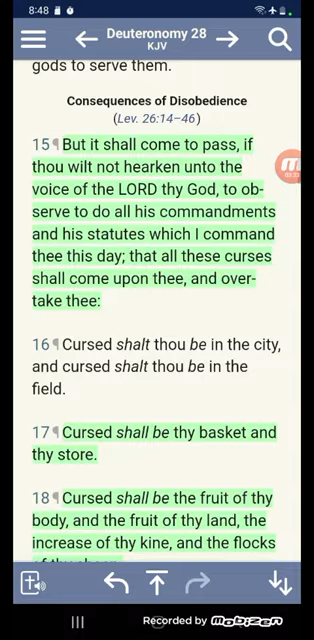 8:48
Deuteronomy 28
KJV
gods to serve them.
Consequences of Disobedience
(Lev. 26:14–46)
15¶ But it shall come to pass, if
thou wilt not hearken unto the
voice of the LORD thy God, to ob-
serve to do all his commandments
and his statutes which I command
thee this day; that all these curses
shall come upon thee, and over-
take thee:
16¶ Cursed shalt thou be in the city,
and cursed shalt thou be in the
field.
17¶ Cursed shall be thy basket and
thy store.
18¶ Cursed shall be the fruit of thy
body, and the fruit of thy land, the
increase of thy kine, and the flocks
of thy sheep.
Recorded by mobizen